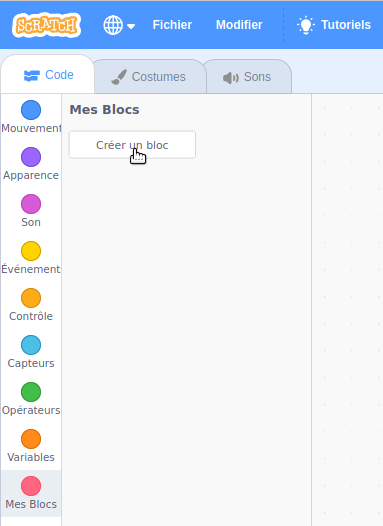 SCRATCH Fichier Modifier Tutoriels
Code Costumes Sons
Mes Blocs
Créer un bloc
Mouvement
Apparence
Son
Événement
Contrôle
Capteurs
Opérateurs
Variables
Mes Blocs